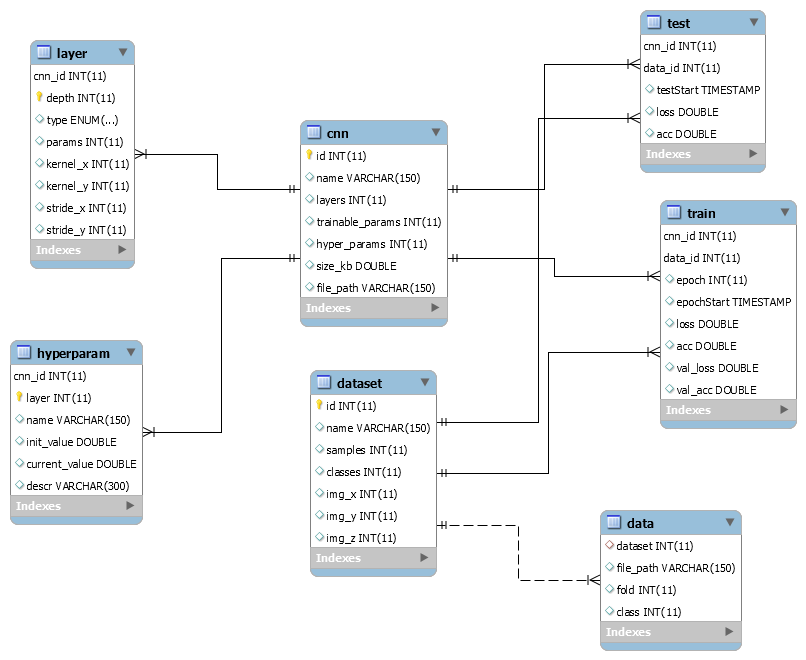 layer
cnn_id INT(11)
depth INT(11)
type ENUM(...)
params INT(11)
kernel_x INT(11)
kernel_y INT(11)
stride_x INT(11)
stride_y INT(11)
Indexes
hyperparam
cnn_id INT(11)
layer INT(11)
name VARCHAR(150)
init_value DOUBLE
current_value DOUBLE
descr VARCHAR(300)
Indexes
cnn
id INT(11)
name VARCHAR(150)
layers INT(11)
trainable_params INT(11)
hyper_params INT(11)
size_kb DOUBLE
file_path VARCHAR(150)
Indexes
dataset
id INT(11)
name VARCHAR(150)
samples INT(11)
classes INT(11)
img_x INT(11)
img_y INT(11)
img_z INT(11)
Indexes
test
cnn_id INT(11)
data_id INT(11)
testStart TIMESTAMP
loss DOUBLE
acc DOUBLE
Indexes
train
cnn_id INT(11)
data_id INT(11)
epoch INT(11)
epochStart TIMESTAMP
loss DOUBLE
acc DOUBLE
val_loss DOUBLE
val_acc DOUBLE
Indexes
data
dataset INT(11)
file_path VARCHAR(150)
fold INT(11)
class INT(11)
Indexes